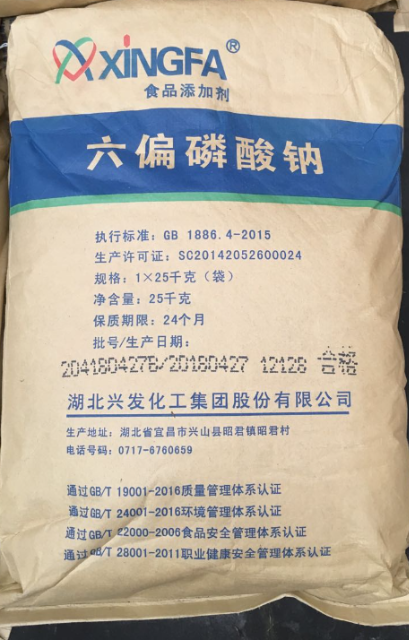 XINGFA®
食品添加剂
六偏磷酸钠
执行标准：GB 1886.4-2015
生产许可证：SC20142052600024
规格：1×25千克（袋）
净含量：25千克
保质期限：24个月
批号/生产日期：
204180427B/20180427 12128 合格
湖北兴发化工集团股份有限公司
生产地址：湖北省宜昌市兴山县昭君镇昭君村
电话号码：0717-6760659
通过GB/T 19001-2016质量管理体系认证
通过GB/T 24001-2016环境管理体系认证
通过GB/T 22000-2006食品安全管理体系认证
通过GB/T 28001-2011职业健康安全管理体系认证